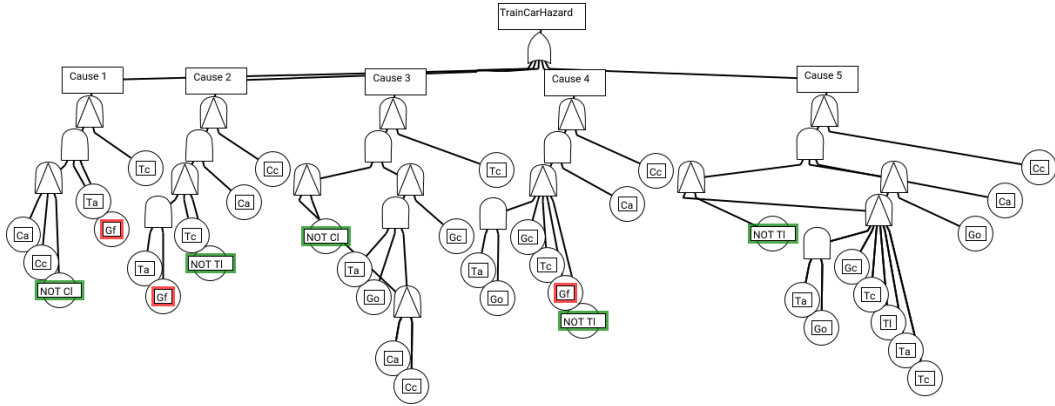 TrainCarHazard
Cause 1
Cause 2
Cause 3
Cause 4
Cause 5
Tc
Ca
Cc
NOT Cl
Ta
Gf
Cc
Ca
Tc
NOT Tl
Ta
Gf
Tc
NOT Cl
Gc
Ta
Go
Ca
Cc
Cc
Ca
Gc
Tc
Gf
NOT Tl
Ta
Go
Cc
Ca
Go
NOT Tl
Gc
Tc
Tl
Ta
Tc
Ta
Go